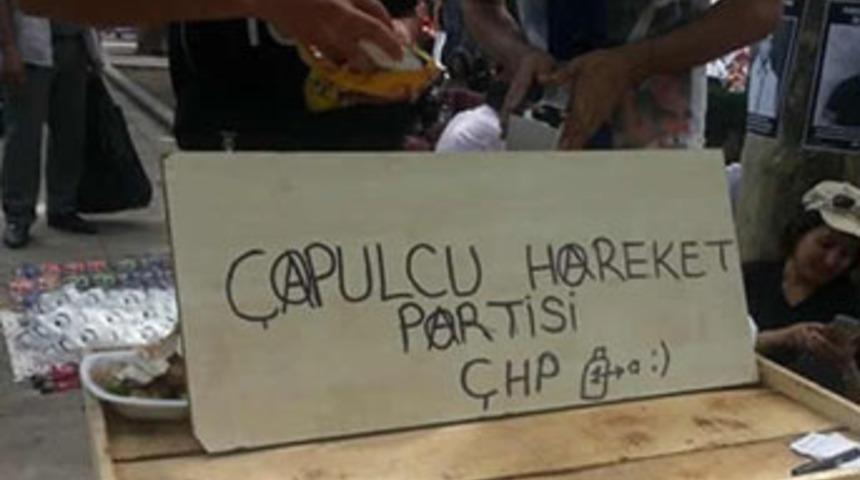 ÇAPULCU HAREKET
PARTİSİ
ÇHP :)